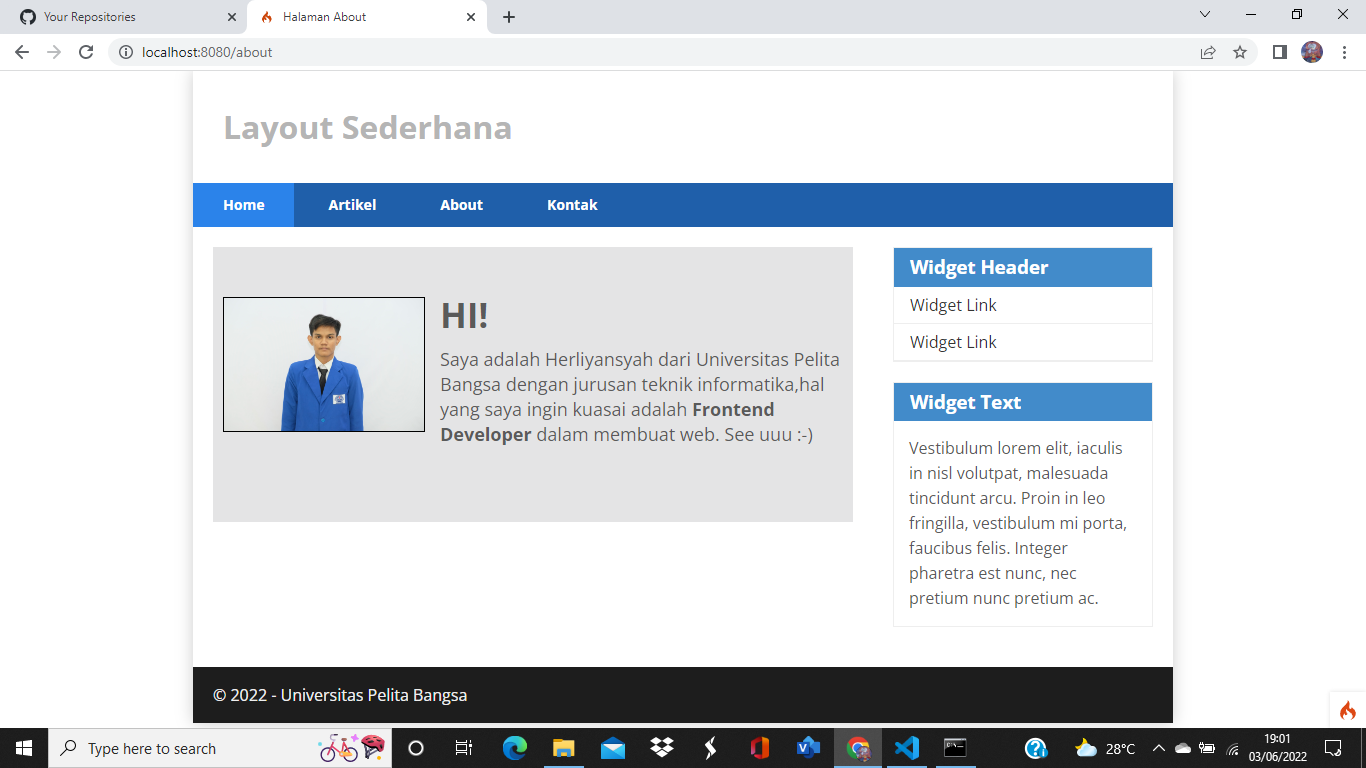 Your Repositories
Halaman About
localhost:8080/about
Layout Sederhana
Home Artikel About Kontak
HI!
Saya adalah Herliyansyah dari Universitas Pelita
Bangsa dengan jurusan teknik informatika,hal
yang saya ingin kuasai adalah Frontend
Developer dalam membuat web. See uuu :-)
Widget Header
Widget Link
Widget Link
Widget Text
Vestibulum lorem elit, iaculis
in nisl volutpat, malesuada
tincidunt arcu. Proin in leo
fringilla, vestibulum mi porta,
faucibus felis. Integer
pharetra est nunc, nec
pretium nunc pretium ac.
© 2022 - Universitas Pelita Bangsa
Type here to search
28°C
19:01
03/06/2022